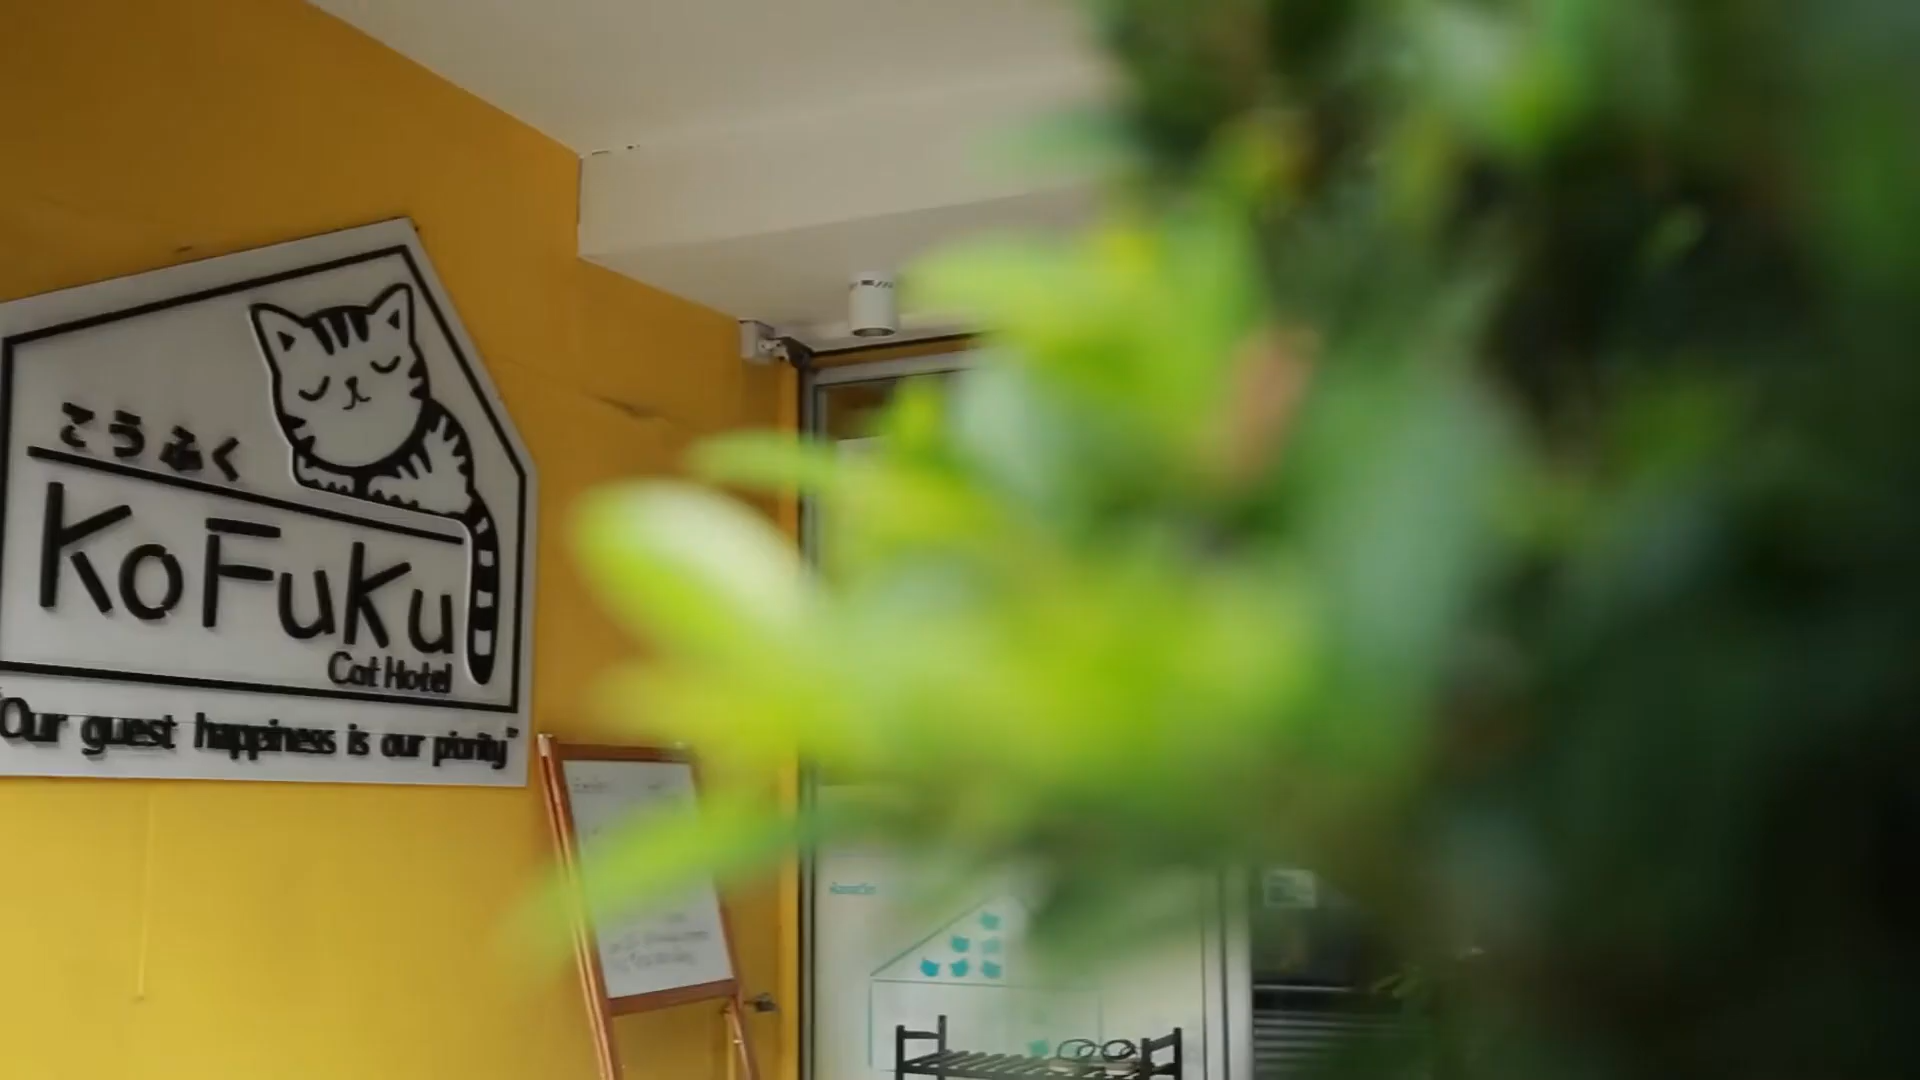 こうふく
KoFuKu
Cat Hotel
"Our guest happiness is our piority"